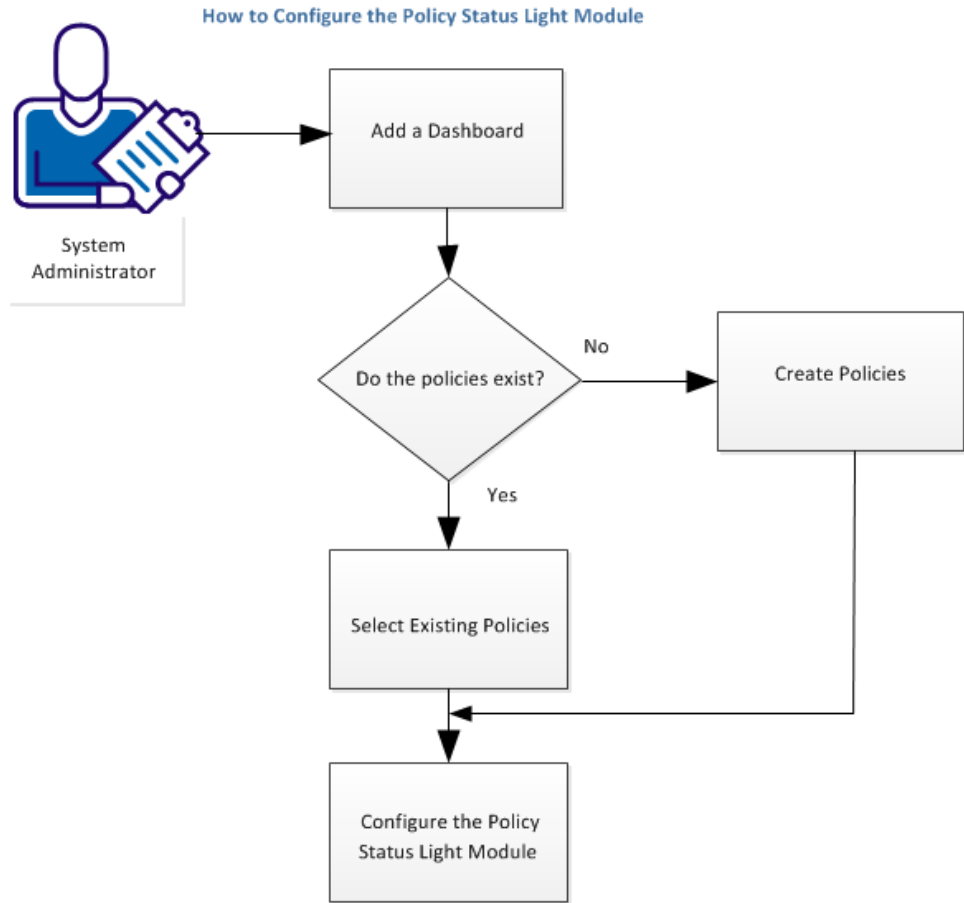 How to Configure the Policy Status Light Module
Add a Dashboard
System
Administrator
Do the policies exist?
No
Create Policies
Yes
Select Existing Policies
Configure the Policy
Status Light Module